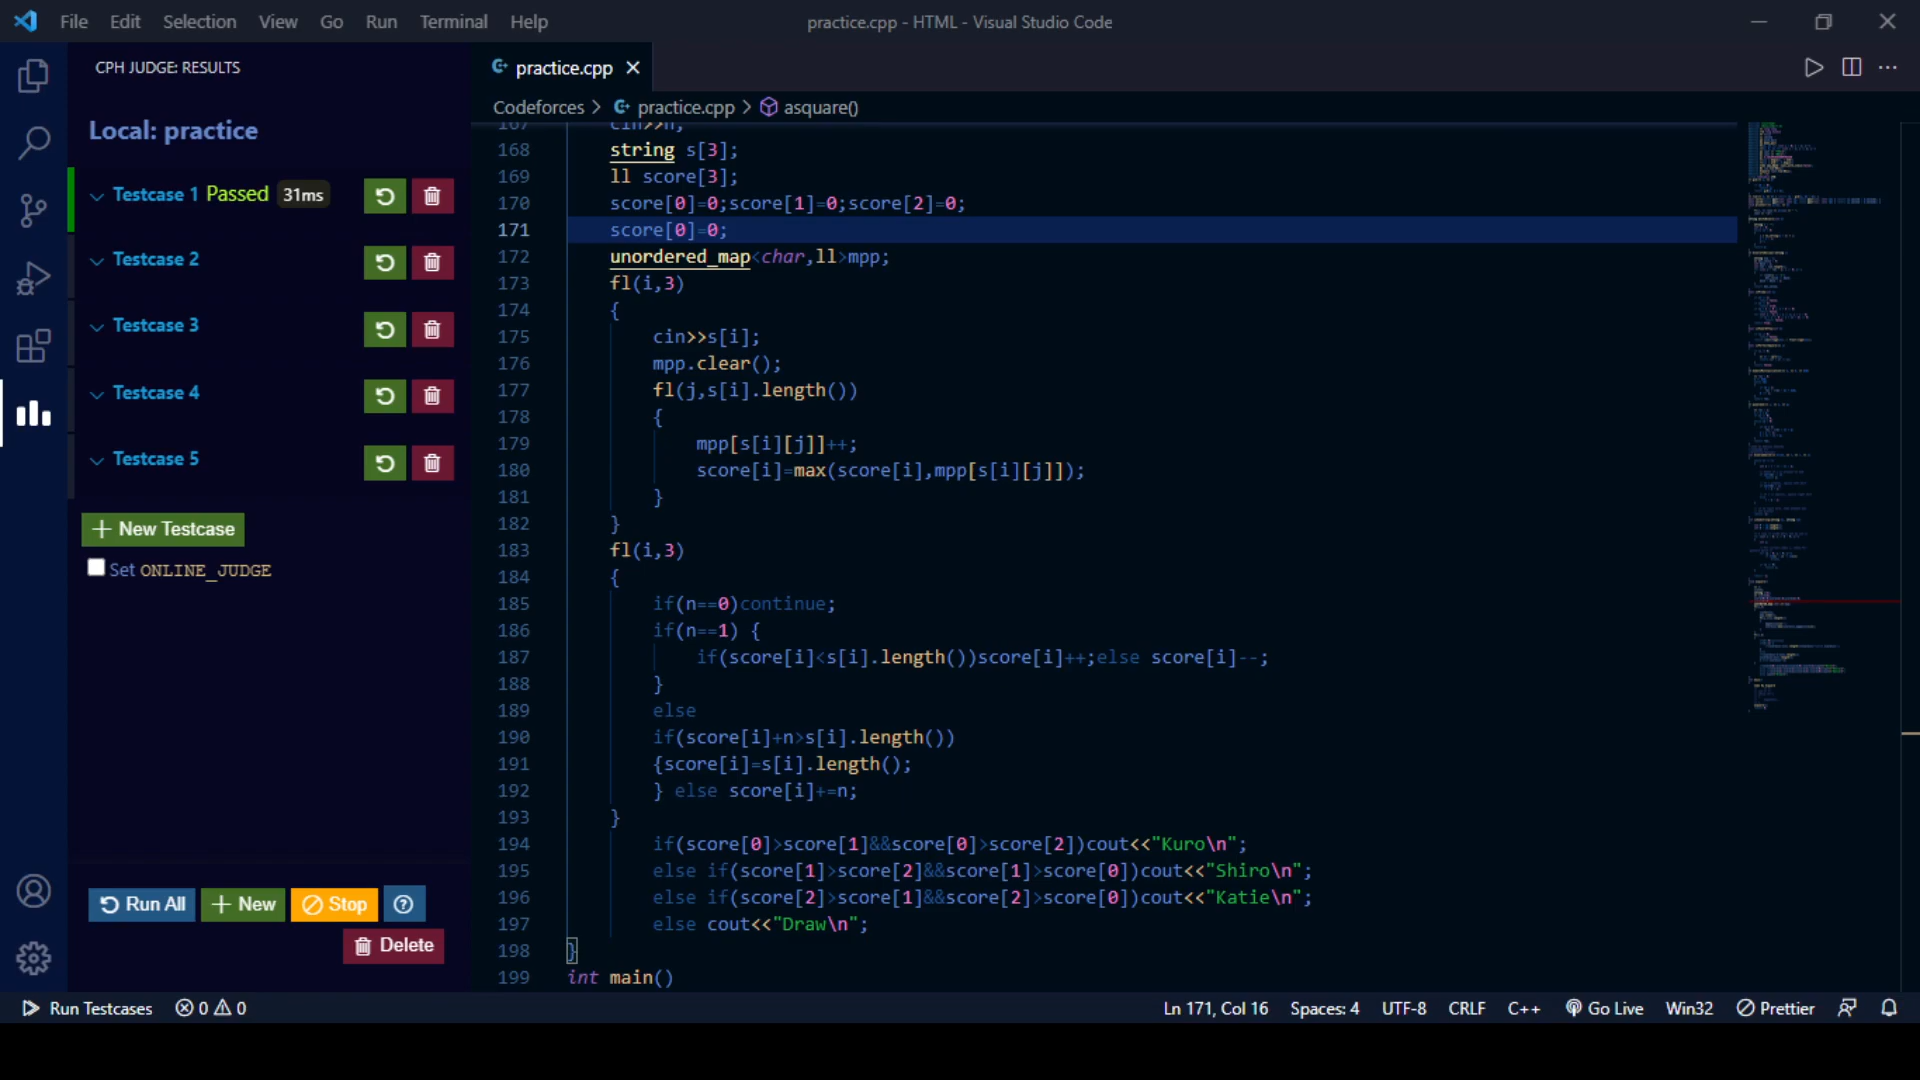 File Edit Selection View Go Run Terminal Help
practice.cpp - HTML - Visual Studio Code
CPH JUDGE: RESULTS
Local: practice
Testcase 1 Passed 31ms
Testcase 2
Testcase 3
Testcase 4
Testcase 5
+ New Testcase
Set ONLINE_JUDGE
Run All + New Stop
Delete
practice.cpp
Codeforces > practice.cpp > asquare()
167 cin>>n;
168 string s[3];
169 ll score[3];
170 score[0]=0;score[1]=0;score[2]=0;
171 score[0]=0;
172 unordered_map<char,ll>mpp;
173 fl(i,3)
174 {
175 cin>>s[i];
176 mpp.clear();
177 fl(j,s[i].length())
178 {
179 mpp[s[i][j]]++;
180 score[i]=max(score[i],mpp[s[i][j]]);
181 }
182 }
183 fl(i,3)
184 {
185 if(n==0)continue;
186 if(n==1) {
187 if(score[i]<s[i].length())score[i]++;else score[i]--;
188 }
189 else
190 if(score[i]+n>s[i].length())
191 {score[i]=s[i].length();
192 } else score[i]+=n;
193 }
194 if(score[0]>score[1]&&score[0]>score[2])cout<<"Kuro\n";
195 else if(score[1]>score[2]&&score[1]>score[0])cout<<"Shiro\n";
196 else if(score[2]>score[1]&&score[2]>score[0])cout<<"Katie\n";
197 else cout<<"Draw\n";
198 }
199 int main()
Run Testcases 0 0 Ln 171, Col 16 Spaces: 4 UTF-8 CRLF C++ Go Live Win32 Prettier